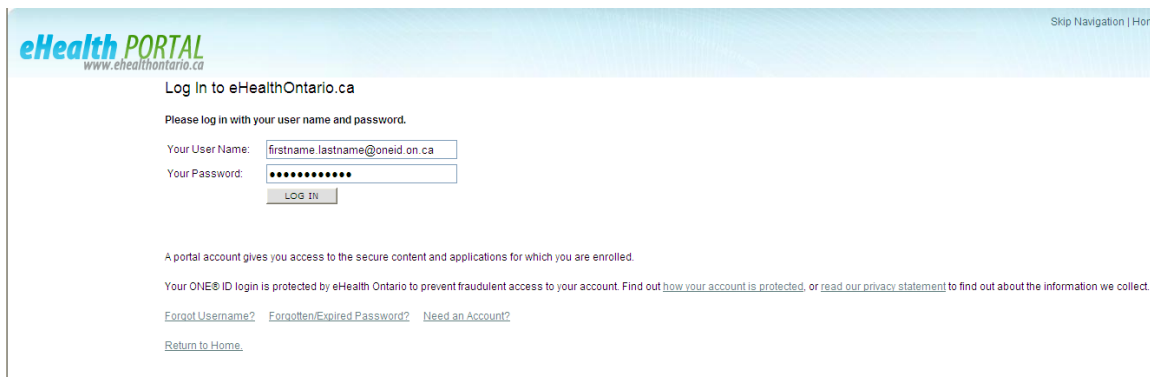 Skip Navigation | Hor
eHealth PORTAL
www.ehealthontario.ca
Log In to eHealthOntario.ca
Please log in with your user name and password.
Your User Name: firstname.lastname@oneid.on.ca
Your Password: ••••••••••••
LOG IN
A portal account gives you access to the secure content and applications for which you are enrolled.
Your ONE® ID login is protected by eHealth Ontario to prevent fraudulent access to your account. Find out how your account is protected, or read our privacy statement to find out about the information we collect.
Forgot Username? Forgotten/Expired Password? Need an Account?
Return to Home.